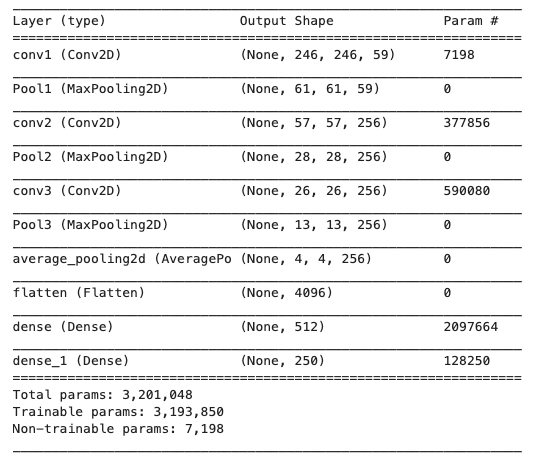 Layer (type) Output Shape Param #
conv1 (Conv2D) (None, 246, 246, 59) 7198
Pool1 (MaxPooling2D) (None, 61, 61, 59) 0
conv2 (Conv2D) (None, 57, 57, 256) 377856
Pool2 (MaxPooling2D) (None, 28, 28, 256) 0
conv3 (Conv2D) (None, 26, 26, 256) 590080
Pool3 (MaxPooling2D) (None, 13, 13, 256) 0
average_pooling2d (AveragePo (None, 4, 4, 256) 0
flatten (Flatten) (None, 4096) 0
dense (Dense) (None, 512) 2097664
dense_1 (Dense) (None, 250) 128250
Total params: 3,201,048
Trainable params: 3,193,850
Non-trainable params: 7,198